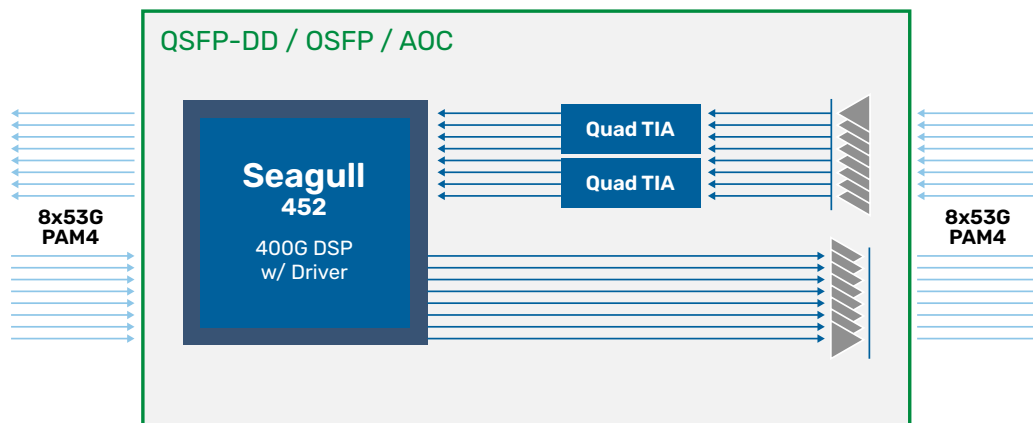 QSFP-DD / OSFP / AOC
Quad TIA
Quad TIA
Seagull
452
400G DSP
w/ Driver
8x53G
PAM4
8x53G
PAM4